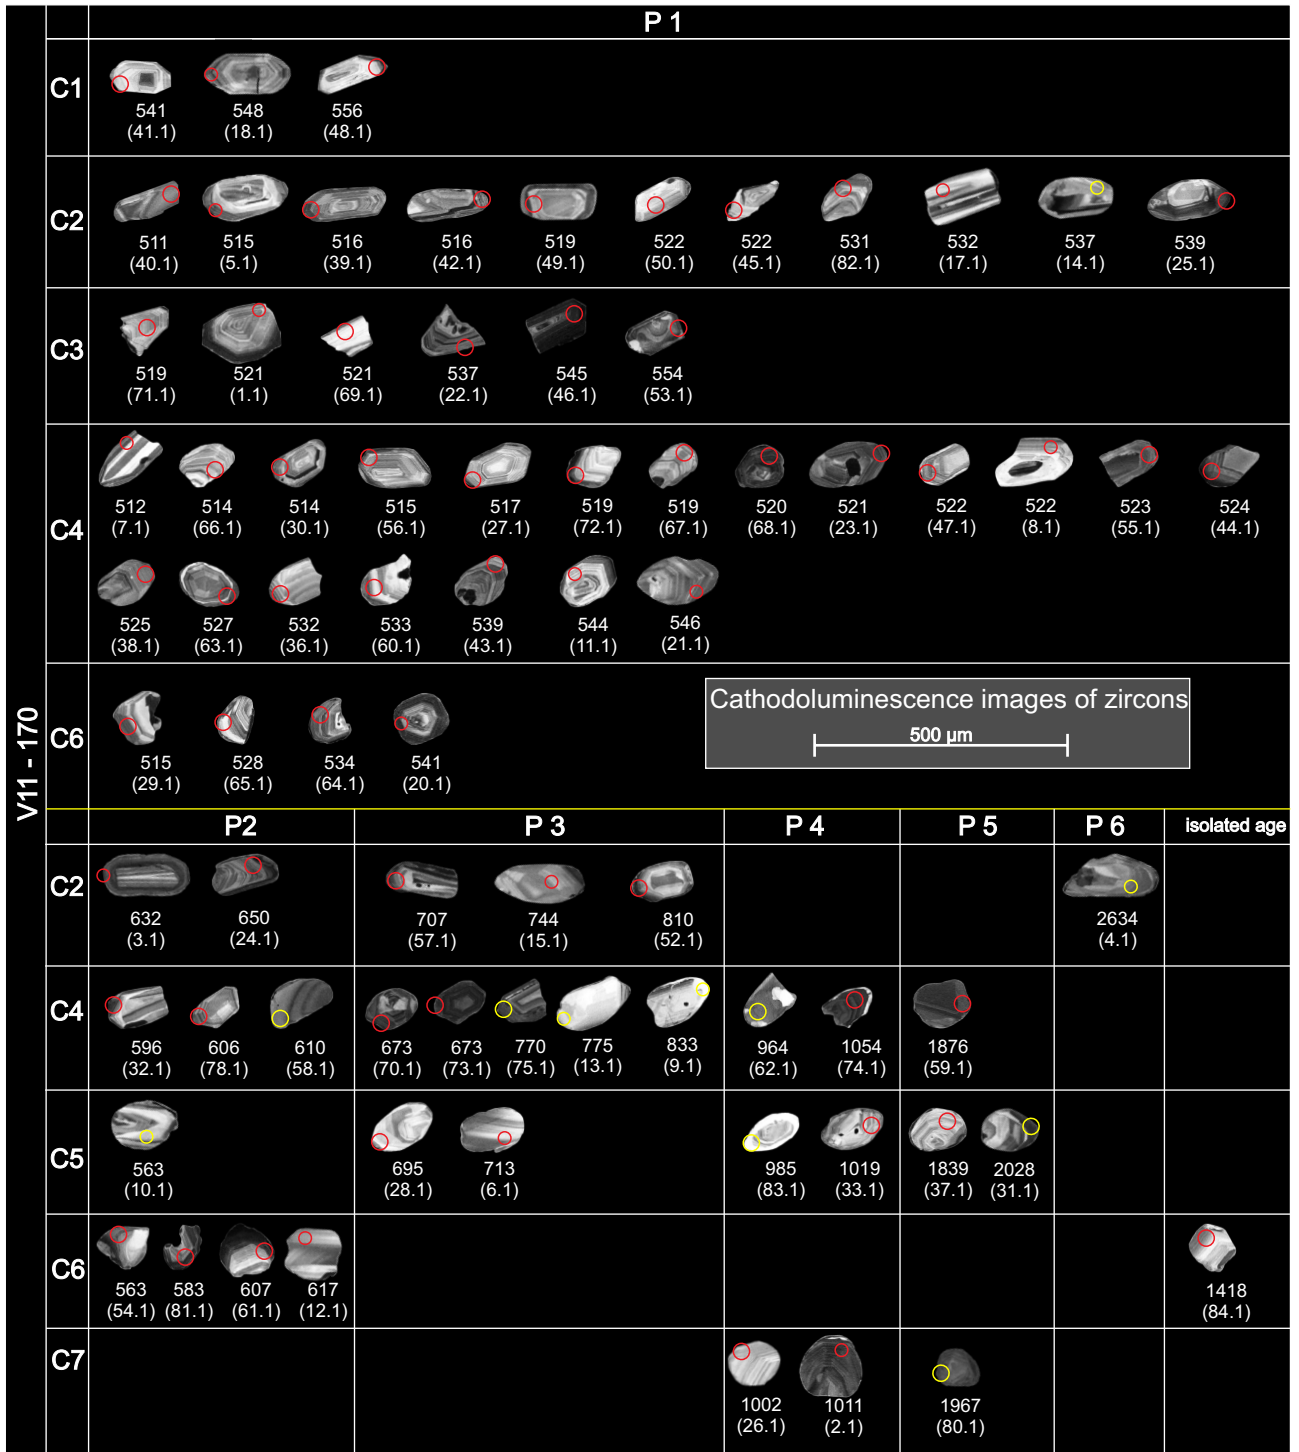 V11 - 170
P 1
C1
541 548 556
(41.1) (18.1) (48.1)
C2
511 515 516 516 519 522 522 531 532 537 539
(40.1) (5.1) (39.1) (42.1) (49.1) (50.1) (45.1) (82.1) (17.1) (14.1) (25.1)
C3
519 521 521 537 545 554
(71.1) (1.1) (69.1) (22.1) (46.1) (53.1)
C4
512 514 514 515 517 519 519 520 521 522 522 523 524
(7.1) (66.1) (30.1) (56.1) (27.1) (72.1) (67.1) (68.1) (23.1) (47.1) (8.1) (55.1) (44.1)
525 527 532 533 539 544 546
(38.1) (63.1) (36.1) (60.1) (43.1) (11.1) (21.1)
C6
515 528 534 541
(29.1) (65.1) (64.1) (20.1)
Cathodoluminescence images of zircons
500 µm
P2 P 3 P 4 P 5 P 6 isolated age
C2
632 650 707 744 810 2634
(3.1) (24.1) (57.1) (15.1) (52.1) (4.1)
C4
596 606 610 673 673 770 775 833 964 1054 1876
(32.1) (78.1) (58.1) (70.1) (73.1) (75.1) (13.1) (9.1) (62.1) (74.1) (59.1)
C5
563 695 713 985 1019 1839 2028
(10.1) (28.1) (6.1) (83.1) (33.1) (37.1) (31.1)
C6
563 583 607 617 1418
(54.1) (81.1) (61.1) (12.1) (84.1)
C7
1002 1011 1967
(26.1) (2.1) (80.1)